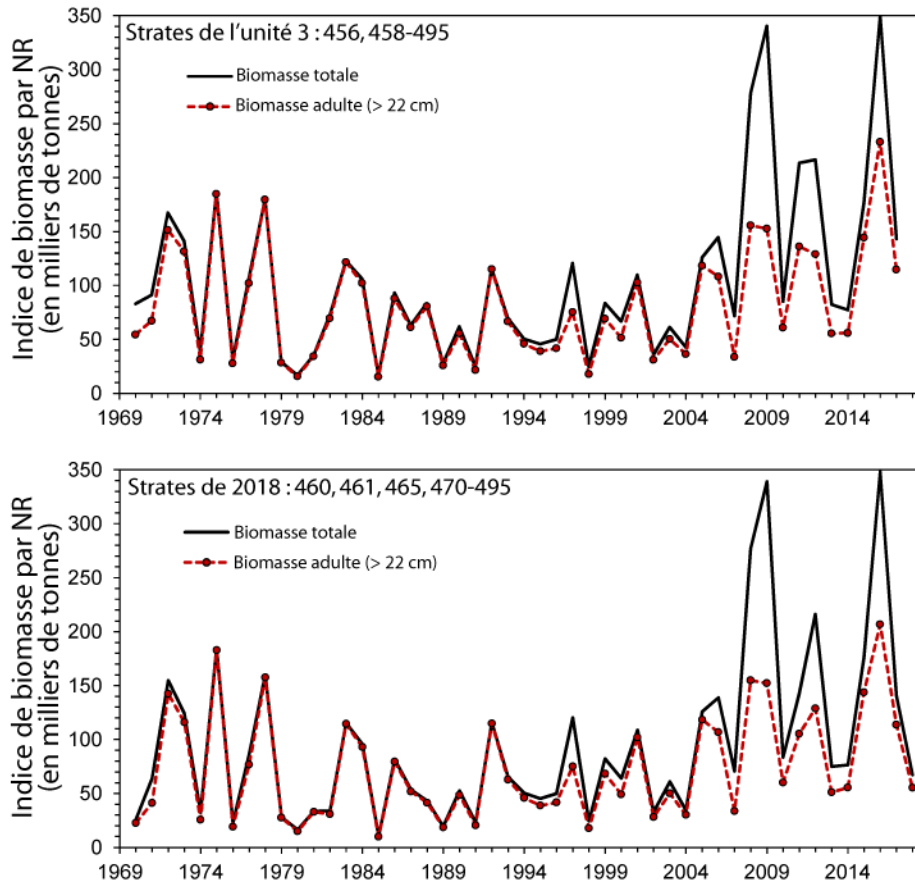 Strates de l'unité 3 : 456, 458-495
Biomasse totale
Biomasse adulte (> 22 cm)
Indice de biomasse par NR
(en milliers de tonnes)
350
300
250
200
150
100
50
0
1969 1974 1979 1984 1989 1994 1999 2004 2009 2014
Strates de 2018 : 460, 461, 465, 470-495
Biomasse totale
Biomasse adulte (> 22 cm)
Indice de biomasse par NR
(en milliers de tonnes)
350
300
250
200
150
100
50
0
1969 1974 1979 1984 1989 1994 1999 2004 2009 2014